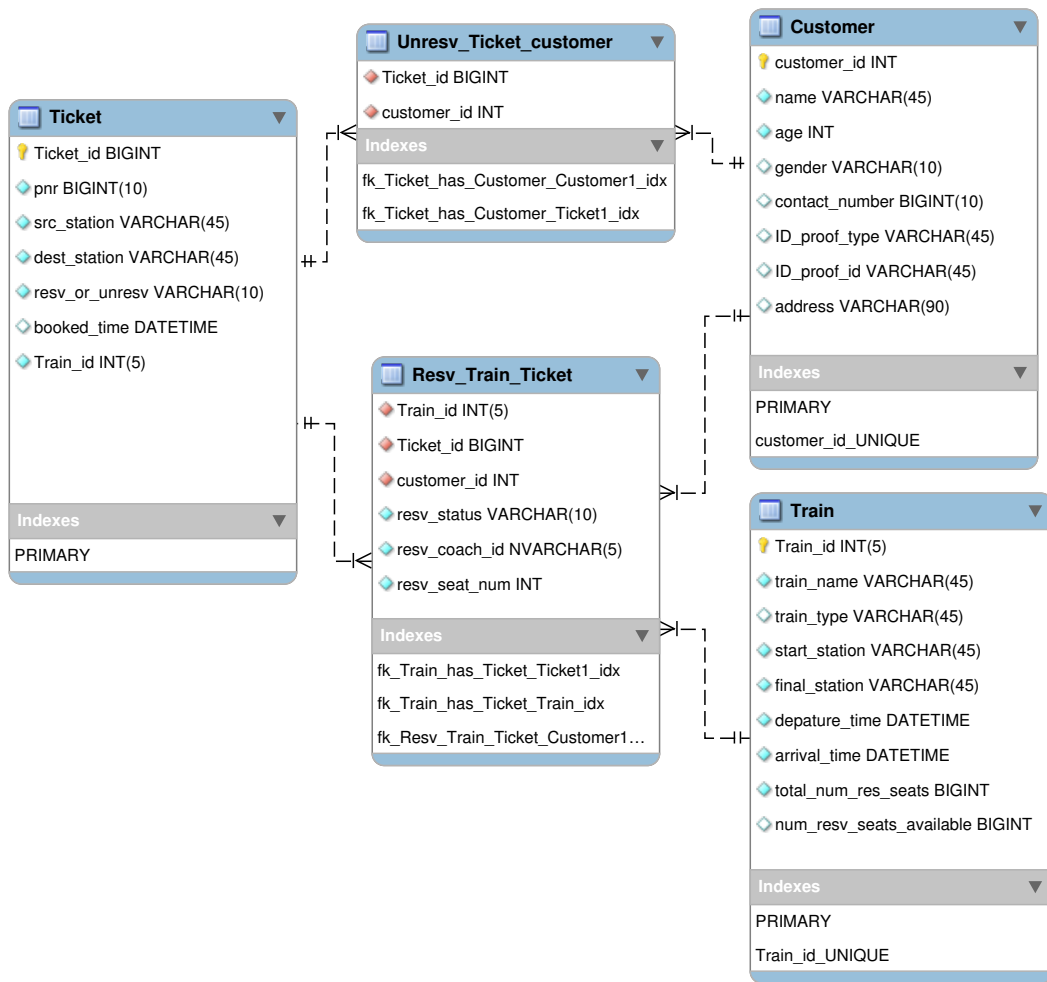 Ticket
Ticket_id BIGINT
pnr BIGINT(10)
src_station VARCHAR(45)
dest_station VARCHAR(45)
resv_or_unresv VARCHAR(10)
booked_time DATETIME
Train_id INT(5)
Indexes
PRIMARY
Unresv_Ticket_customer
Ticket_id BIGINT
customer_id INT
Indexes
fk_Ticket_has_Customer_Customer1_idx
fk_Ticket_has_Customer_Ticket1_idx
Resv_Train_Ticket
Train_id INT(5)
Ticket_id BIGINT
customer_id INT
resv_status VARCHAR(10)
resv_coach_id NVARCHAR(5)
resv_seat_num INT
Indexes
fk_Train_has_Ticket_Ticket1_idx
fk_Train_has_Ticket_Train_idx
fk_Resv_Train_Ticket_Customer1...
Customer
customer_id INT
name VARCHAR(45)
age INT
gender VARCHAR(10)
contact_number BIGINT(10)
ID_proof_type VARCHAR(45)
ID_proof_id VARCHAR(45)
address VARCHAR(90)
Indexes
PRIMARY
customer_id_UNIQUE
Train
Train_id INT(5)
train_name VARCHAR(45)
train_type VARCHAR(45)
start_station VARCHAR(45)
final_station VARCHAR(45)
depature_time DATETIME
arrival_time DATETIME
total_num_res_seats BIGINT
num_resv_seats_available BIGINT
Indexes
PRIMARY
Train_id_UNIQUE